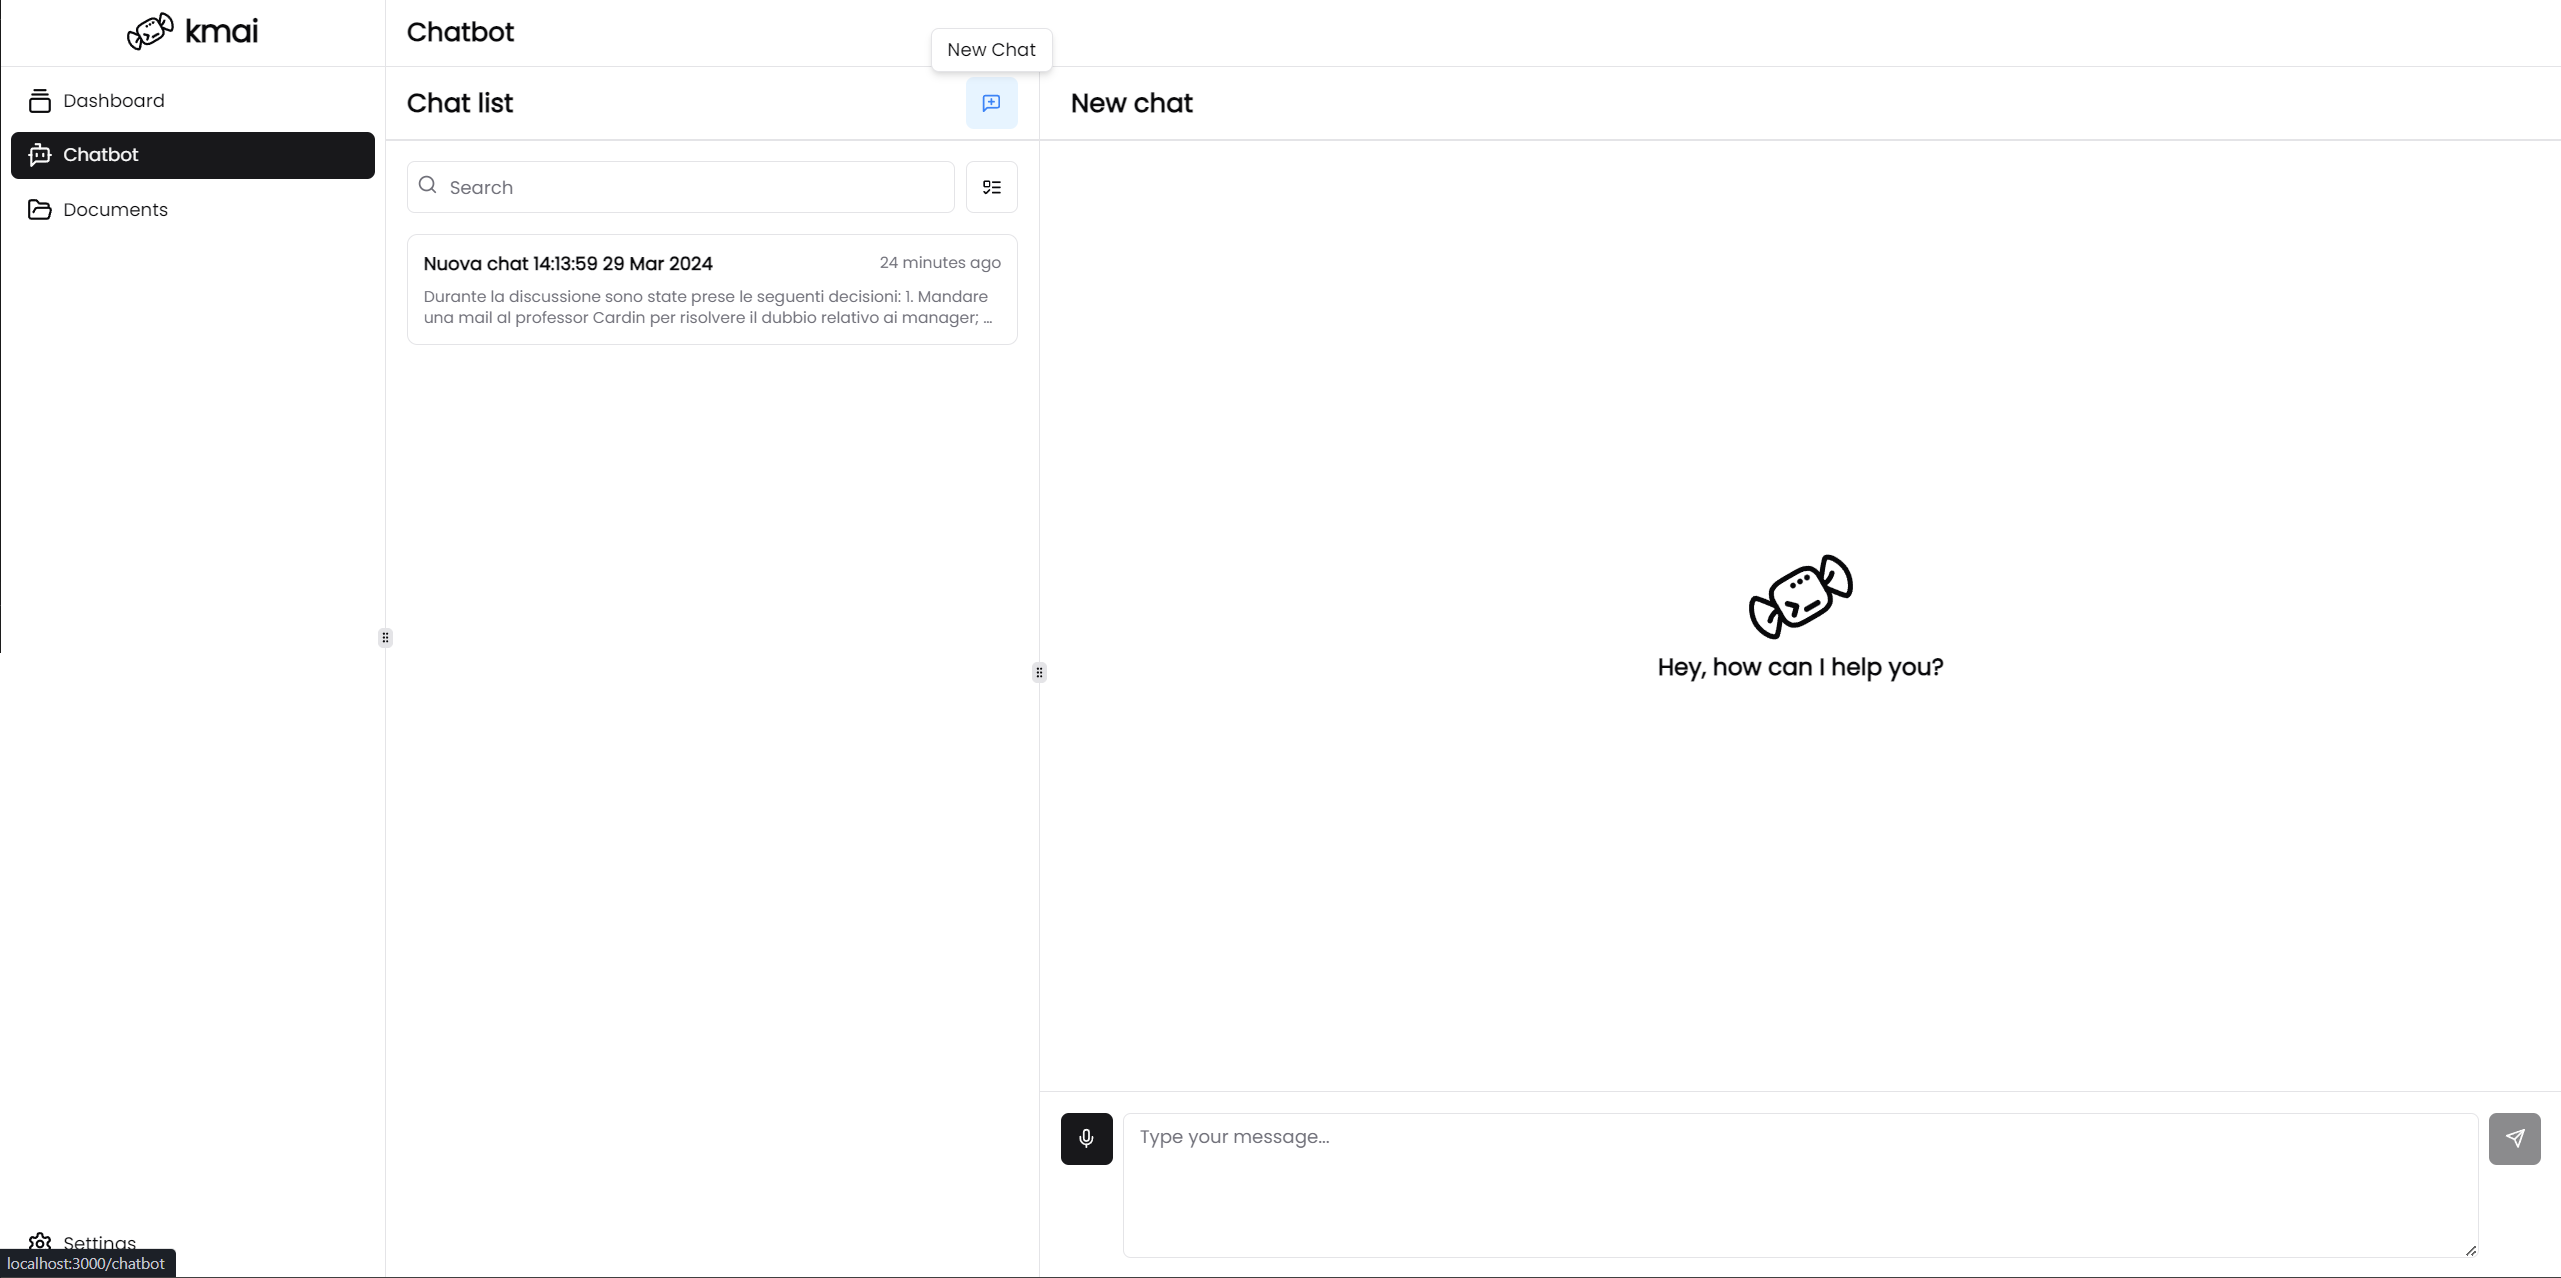 kmai
Dashboard
Chatbot
Documents
Settings
localhost:3000/chatbot
Chatbot
New Chat
Chat list
Search
Nuova chat 14:13:59 29 Mar 2024
24 minutes ago
Durante la discussione sono state prese le seguenti decisioni: 1. Mandare
una mail al professor Cardin per risolvere il dubbio relativo ai manager; ...
New chat
Hey, how can I help you?
Type your message...